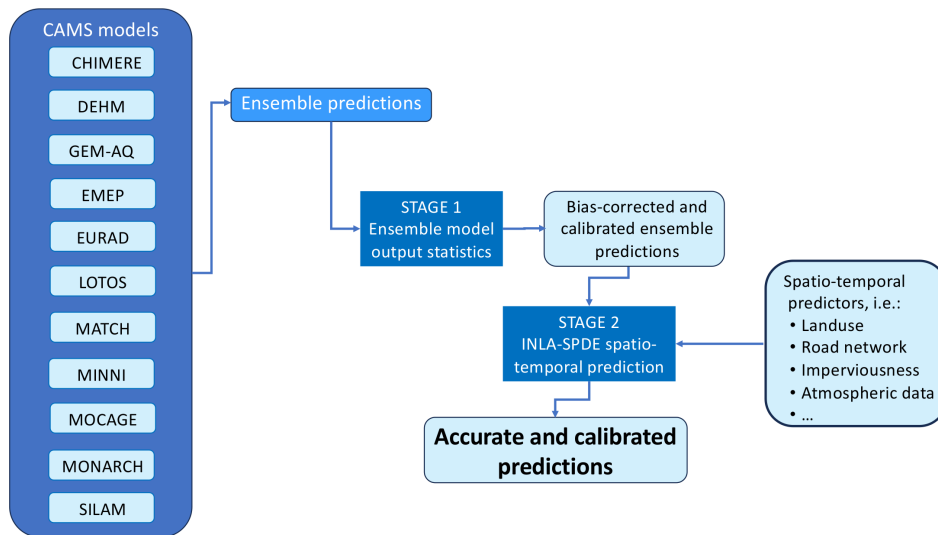 CAMS models
CHIMERE
DEHM
GEM-AQ
EMEP
EURAD
LOTOS
MATCH
MINNI
MOCAGE
MONARCH
SILAM
Ensemble predictions
STAGE 1
Ensemble model
output statistics
Bias-corrected and
calibrated ensemble
predictions
STAGE 2
INLA-SPDE spatio-
temporal prediction
Spatio-temporal
predictors, i.e.:
• Landuse
• Road network
• Imperviousness
• Atmospheric data
• ...
Accurate and calibrated
predictions